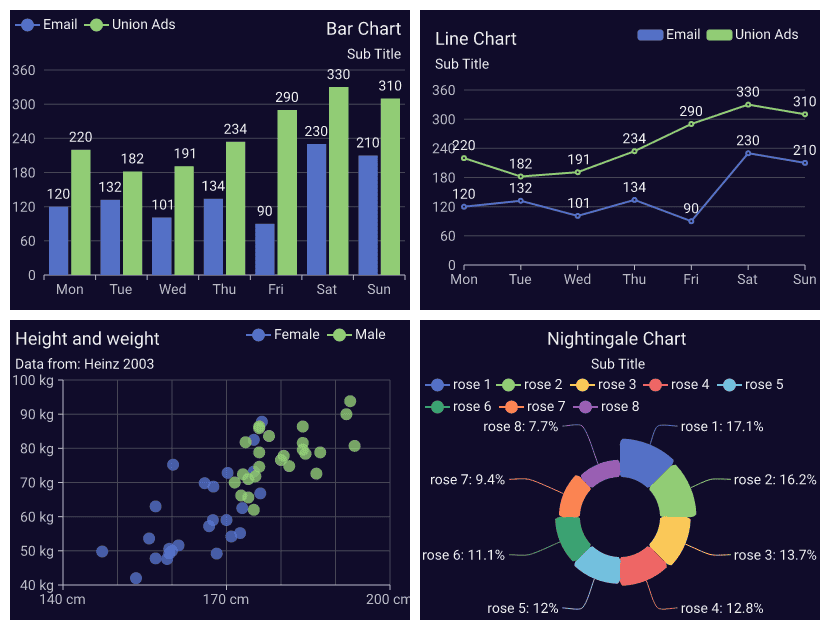 Email Union Ads
Bar Chart
Sub Title
360
300
240
180
120
60
0
120 220 132 182 101 191 134 234 90 290 230 330 210 310
Mon Tue Wed Thu Fri Sat Sun
Line Chart
Sub Title
Email Union Ads
360
300
240
180
120
60
0
220 182 191 234 290 330 310
120 132 101 134 90 230 210
Mon Tue Wed Thu Fri Sat Sun
Height and weight
Data from: Heinz 2003
Female Male
100 kg
90 kg
80 kg
70 kg
60 kg
50 kg
40 kg
140 cm 170 cm 200 cm
Nightingale Chart
Sub Title
rose 1 rose 2 rose 3 rose 4 rose 5
rose 6 rose 7 rose 8
rose 8: 7.7% rose 1: 17.1%
rose 7: 9.4% rose 2: 16.2%
rose 6: 11.1% rose 3: 13.7%
rose 5: 12% rose 4: 12.8%